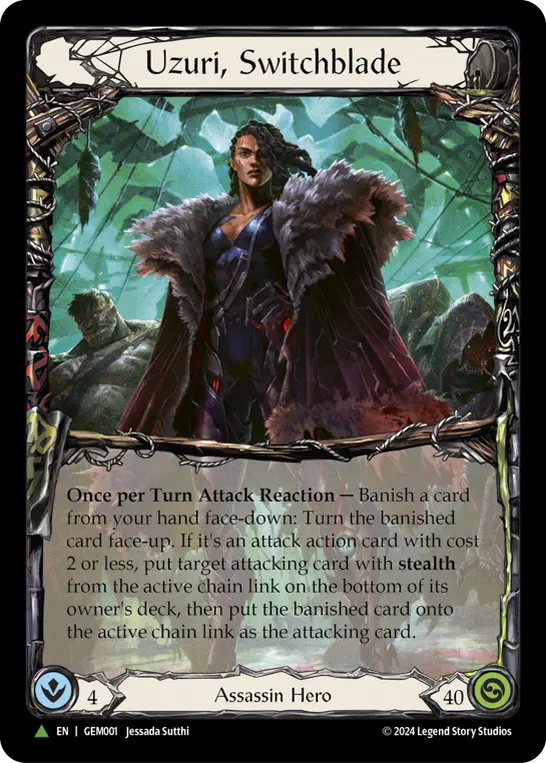 Uzuri, Switchblade
Once per Turn Attack Reaction — Banish a card
from your hand face-down: Turn the banished
card face-up. If it's an attack action card with cost
2 or less, put target attacking card with stealth
from the active chain link on the bottom of its
owner's deck, then put the banished card onto
the active chain link as the attacking card.
4
Assassin Hero
40
EN | GEM001 Jessada Sutthi
© 2024 Legend Story Studios